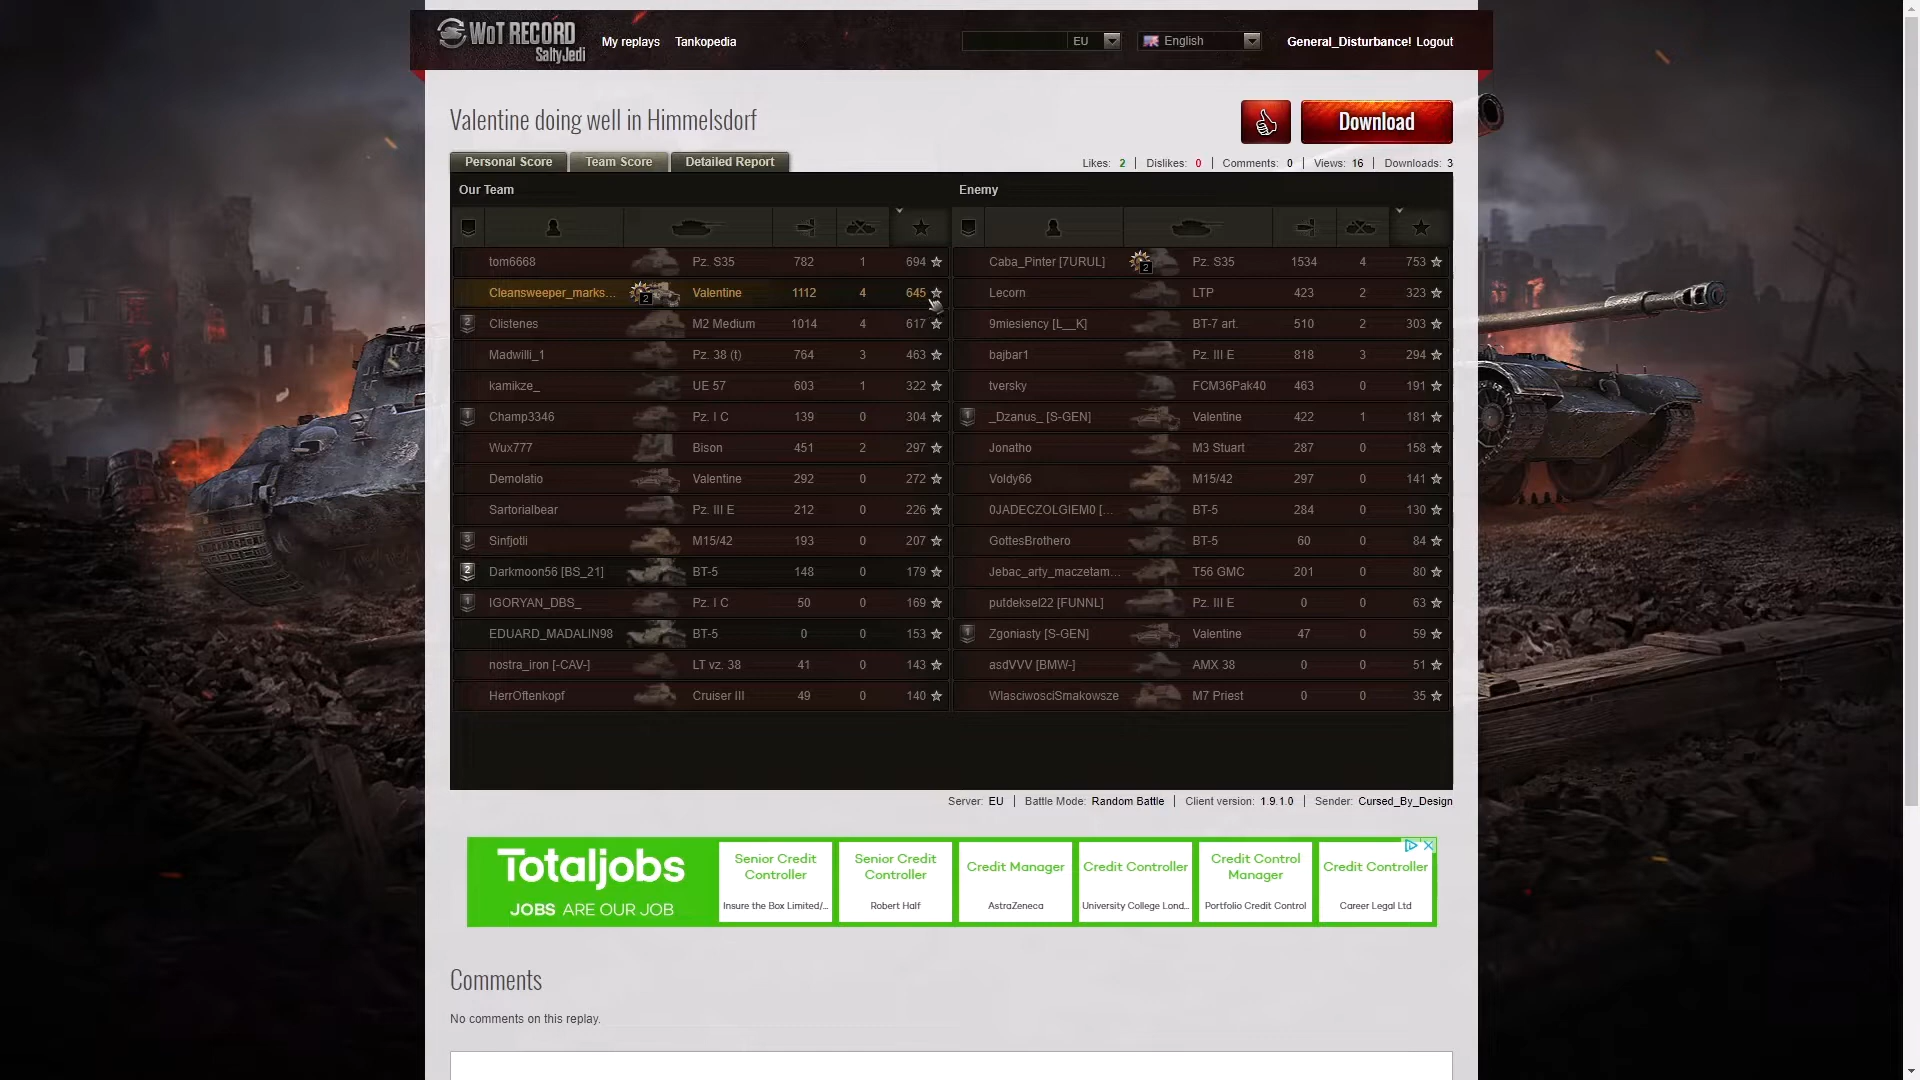 WoT RECORD
SaltyJedi
My replays Tankopedia
EU English
General_Disturbance! Logout
Valentine doing well in Himmelsdorf
Download
Personal Score Team Score Detailed Report
Likes: 2 | Dislikes: 0 | Comments: 0 | Views: 16 | Downloads: 3
Our Team Enemy
tom6668 Pz. S35 782 1 694 Caba_Pinter [7URUL] 2 Pz. S35 1534 4 753
Cleansweeper_marks... 2 Valentine 1112 4 645 Lecorn LTP 423 2 323
2 Clistenes M2 Medium 1014 4 617 9miesiency [L__K] BT-7 art. 510 2 303
Madwilli_1 Pz. 38 (t) 764 3 463 bajbar1 Pz. III E 818 3 294
kamikze_ UE 57 603 1 322 tversky FCM36Pak40 463 0 191
1 Champ3346 Pz. I C 139 0 304 1 _Dzanus_ [S-GEN] Valentine 422 1 181
Wux777 Bison 451 2 297 Jonatho M3 Stuart 287 0 158
Demolatio Valentine 292 0 272 Voldy66 M15/42 297 0 141
Sartorialbear Pz. III E 212 0 226 0JADECZOLGIEM0 [... BT-5 284 0 130
3 Sinfjotli M15/42 193 0 207 GottesBrothero BT-5 60 0 84
2 Darkmoon56 [BS_21] BT-5 148 0 179 Jebac_arty_maczetam... T56 GMC 201 0 80
1 IGORYAN_DBS_ Pz. I C 50 0 169 putdeksel22 [FUNNL] Pz. III E 0 0 63
EDUARD_MADALIN98 BT-5 0 0 153 1 Zgoniasty [S-GEN] Valentine 47 0 59
nostra_iron [-CAV-] LT vz. 38 41 0 143 asdVVV [BMW-] AMX 38 0 0 51
HerrOftenkopf Cruiser III 49 0 140 WlasciwosciSmakowsze M7 Priest 0 0 35
Server: EU | Battle Mode: Random Battle | Client version: 1.9.1.0 | Sender: Cursed_By_Design
Totaljobs
JOBS ARE OUR JOB
Senior Credit
Controller
Insure the Box Limited/...
Senior Credit
Controller
Robert Half
Credit Manager
AstraZeneca
Credit Controller
University College Lond...
Credit Control
Manager
Portfolio Credit Control
Credit Controller
Career Legal Ltd
Comments
No comments on this replay.